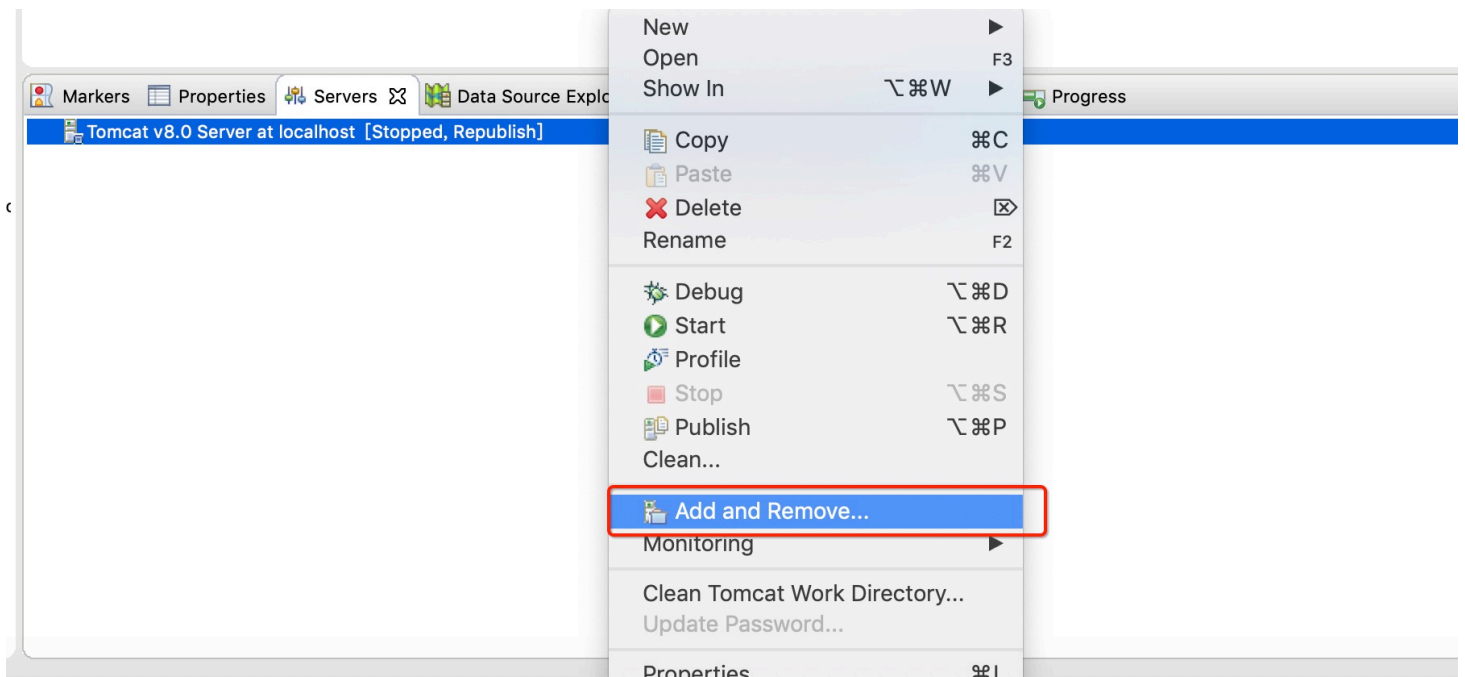 New
Open F3
Show In ⌥⌘W
Markers Properties Servers Data Source Explo Progress
Tomcat v8.0 Server at localhost [Stopped, Republish]
Copy ⌘C
Paste ⌘V
Delete
Rename F2
Debug ⌥⌘D
Start ⌥⌘R
Profile
Stop ⌥⌘S
Publish ⌥⌘P
Clean...
Add and Remove...
Monitoring
Clean Tomcat Work Directory...
Update Password...
Properties ⌘I